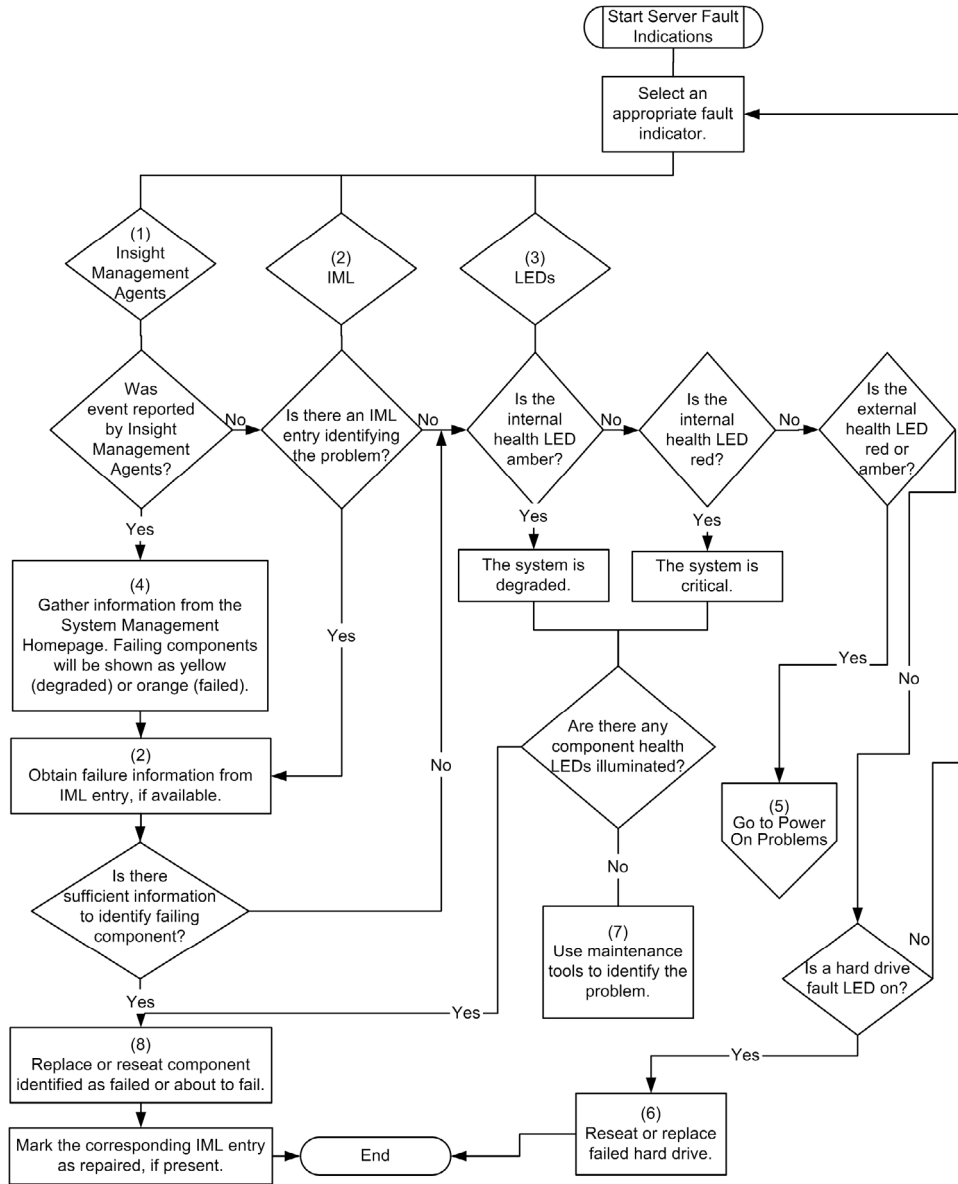 Start Server Fault
Indications
Select an
appropriate fault
indicator.
(1)
Insight
Management
Agents
(2)
IML
(3)
LEDs
Was
event reported
by Insight
Management
Agents?
No
Is there an IML
entry identifying
the problem?
No
Is the
internal
health LED
amber?
No
Is the
internal
health LED
red?
No
Is the
external
health LED
red or
amber?
Yes
Yes
Yes
The system is
degraded.
The system is
critical.
(4)
Gather information from the
System Management
Homepage. Failing components
will be shown as yellow
(degraded) or orange (failed).
Yes
Yes
No
Are there any
component health
LEDs illuminated?
(2)
Obtain failure information from
IML entry, if available.
No
(5)
Go to Power
On Problems
Is there
sufficient information
to identify failing
component?
No
(7)
Use maintenance
tools to identify the
problem.
No
Is a hard drive
fault LED on?
Yes
Yes
Yes
(8)
Replace or reseat component
identified as failed or about to fail.
(6)
Reseat or replace
failed hard drive.
Mark the corresponding IML entry
as repaired, if present.
End